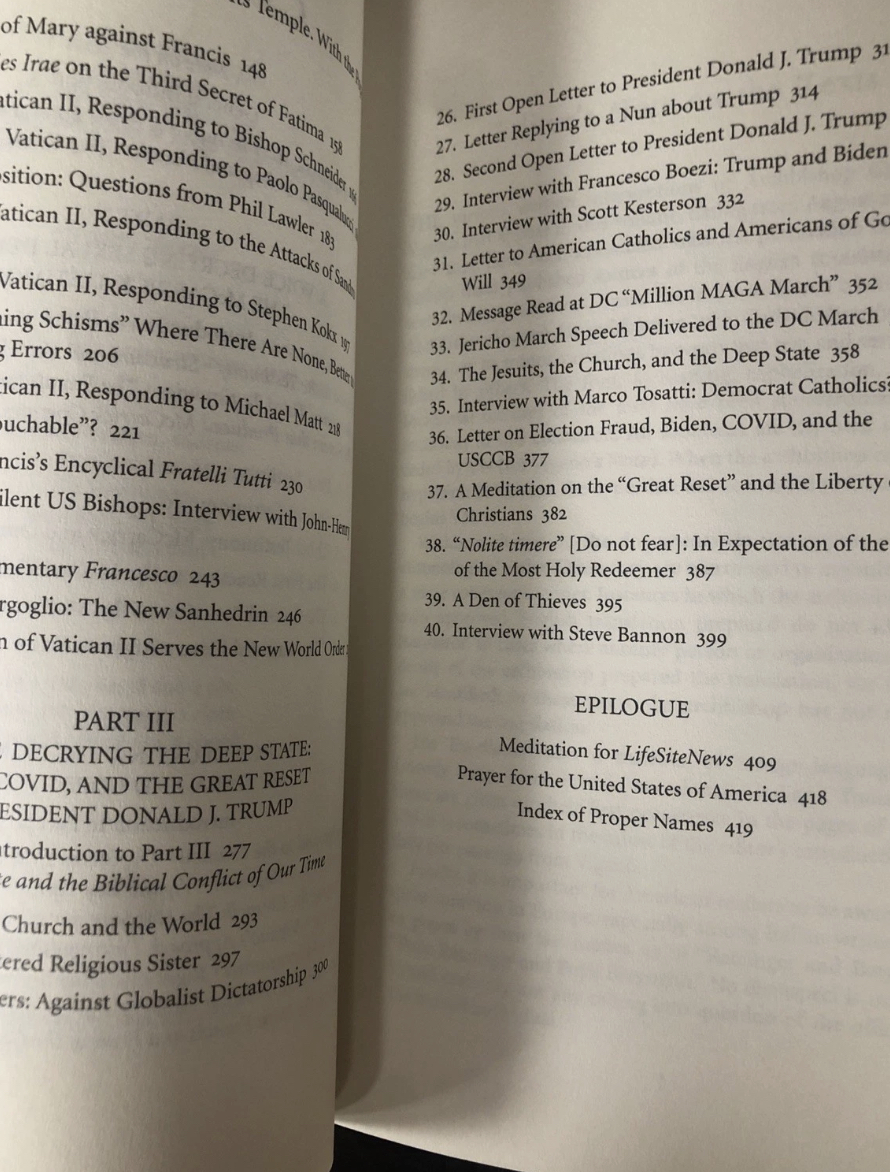 Temple. With the
of Mary against Francis 148
es Irae on the Third Secret of Fatima 158
atican II, Responding to Bishop Schneider
Vatican II, Responding to Paolo Pasqualucci
sition: Questions from Phil Lawler 183
Vatican II, Responding to the Attacks of Sandro
Vatican II, Responding to Stephen Kokx 197
ning Schisms” Where There Are None, Better
g Errors 206
tican II, Responding to Michael Matt 218
ouchable”? 221
ncis’s Encyclical Fratelli Tutti 230
ilent US Bishops: Interview with John-Henry
mentary Francesco 243
rgoglio: The New Sanhedrin 246
n of Vatican II Serves the New World Order
PART III
DECRYING THE DEEP STATE:
COVID, AND THE GREAT RESET
ESIDENT DONALD J. TRUMP
troduction to Part III 277
te and the Biblical Conflict of Our Time
Church and the World 293
tered Religious Sister 297
ers: Against Globalist Dictatorship 300
26. First Open Letter to President Donald J. Trump 31
27. Letter Replying to a Nun about Trump 314
28. Second Open Letter to President Donald J. Trump
29. Interview with Francesco Boezi: Trump and Biden
30. Interview with Scott Kesterson 332
31. Letter to American Catholics and Americans of Go
Will 349
32. Message Read at DC “Million MAGA March” 352
33. Jericho March Speech Delivered to the DC March
34. The Jesuits, the Church, and the Deep State 358
35. Interview with Marco Tosatti: Democrat Catholics?
36. Letter on Election Fraud, Biden, COVID, and the
USCCB 377
37. A Meditation on the “Great Reset” and the Liberty
Christians 382
38. “Nolite timere” [Do not fear]: In Expectation of the
of the Most Holy Redeemer 387
39. A Den of Thieves 395
40. Interview with Steve Bannon 399
EPILOGUE
Meditation for LifeSiteNews 409
Prayer for the United States of America 418
Index of Proper Names 419